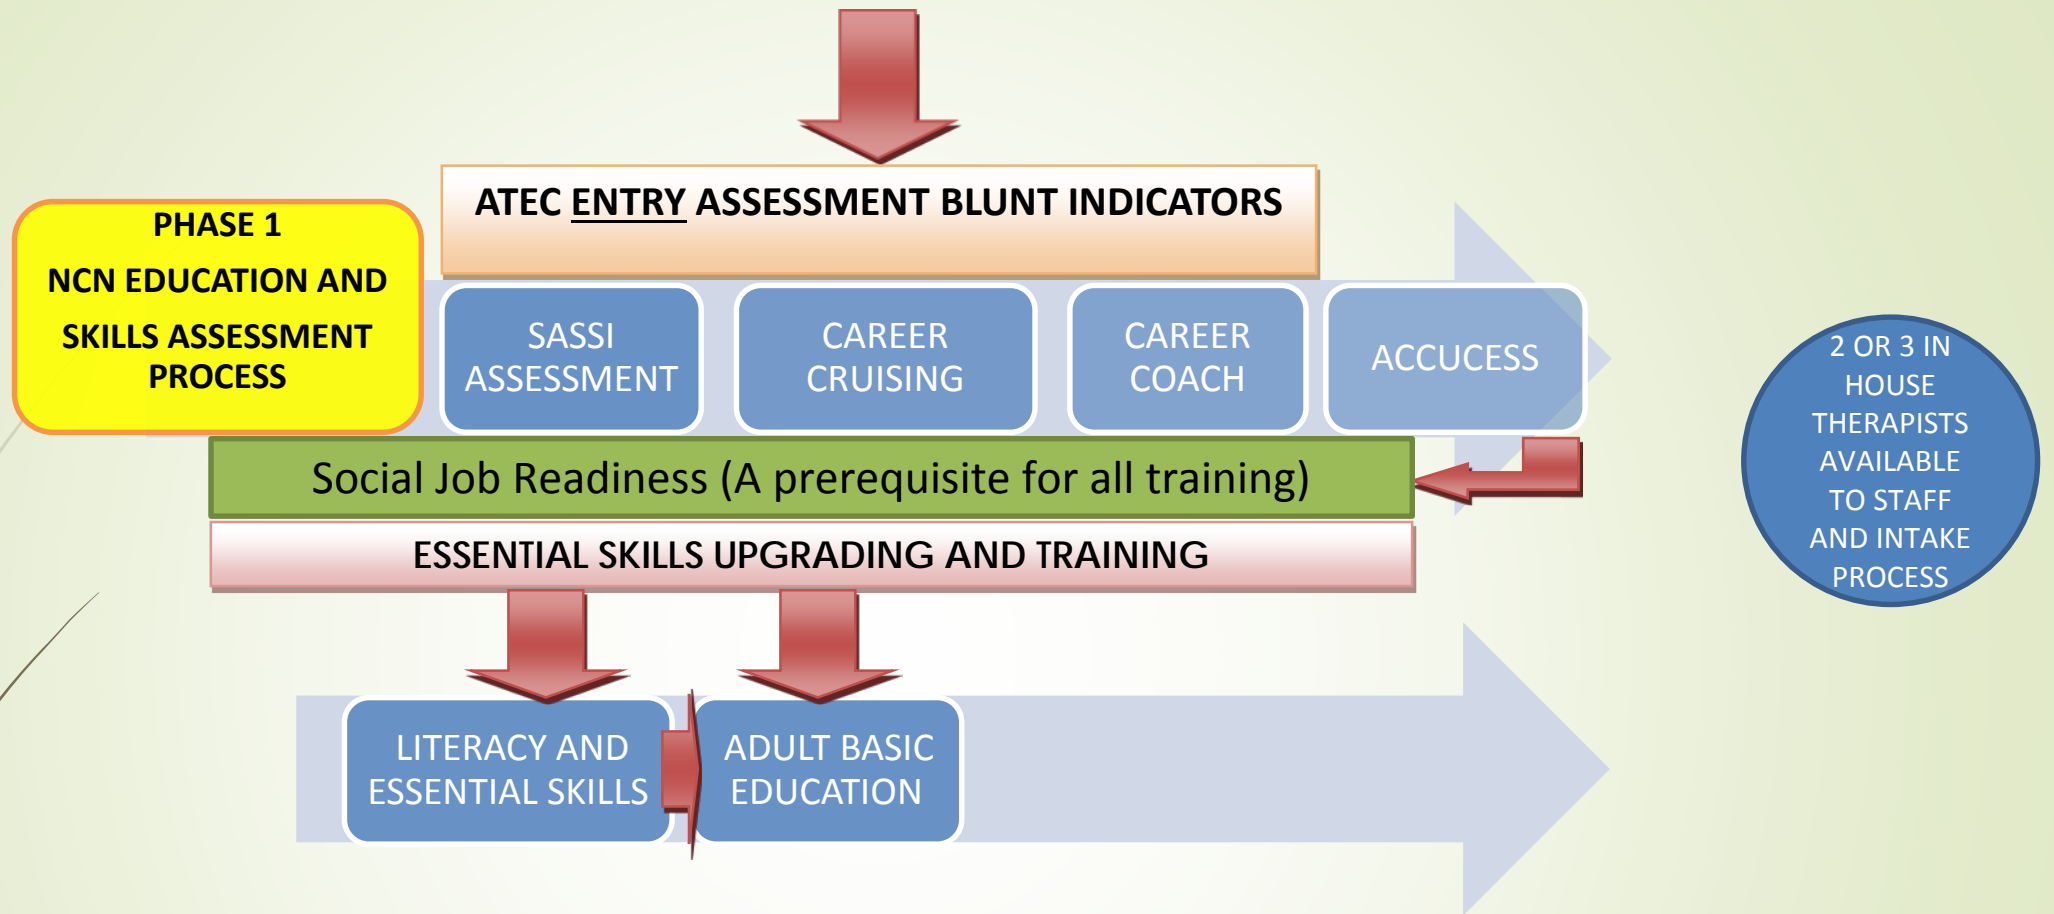 ATEC ENTRY ASSESSMENT BLUNT INDICATORS
PHASE 1
NCN EDUCATION AND
SKILLS ASSESSMENT
PROCESS
SASSI
ASSESSMENT
CAREER
CRUISING
CAREER
COACH
ACCUCESS
2 OR 3 IN
HOUSE
THERAPISTS
AVAILABLE
TO STAFF
AND INTAKE
PROCESS
Social Job Readiness (A prerequisite for all training)
ESSENTIAL SKILLS UPGRADING AND TRAINING
LITERACY AND
ESSENTIAL SKILLS
ADULT BASIC
EDUCATION